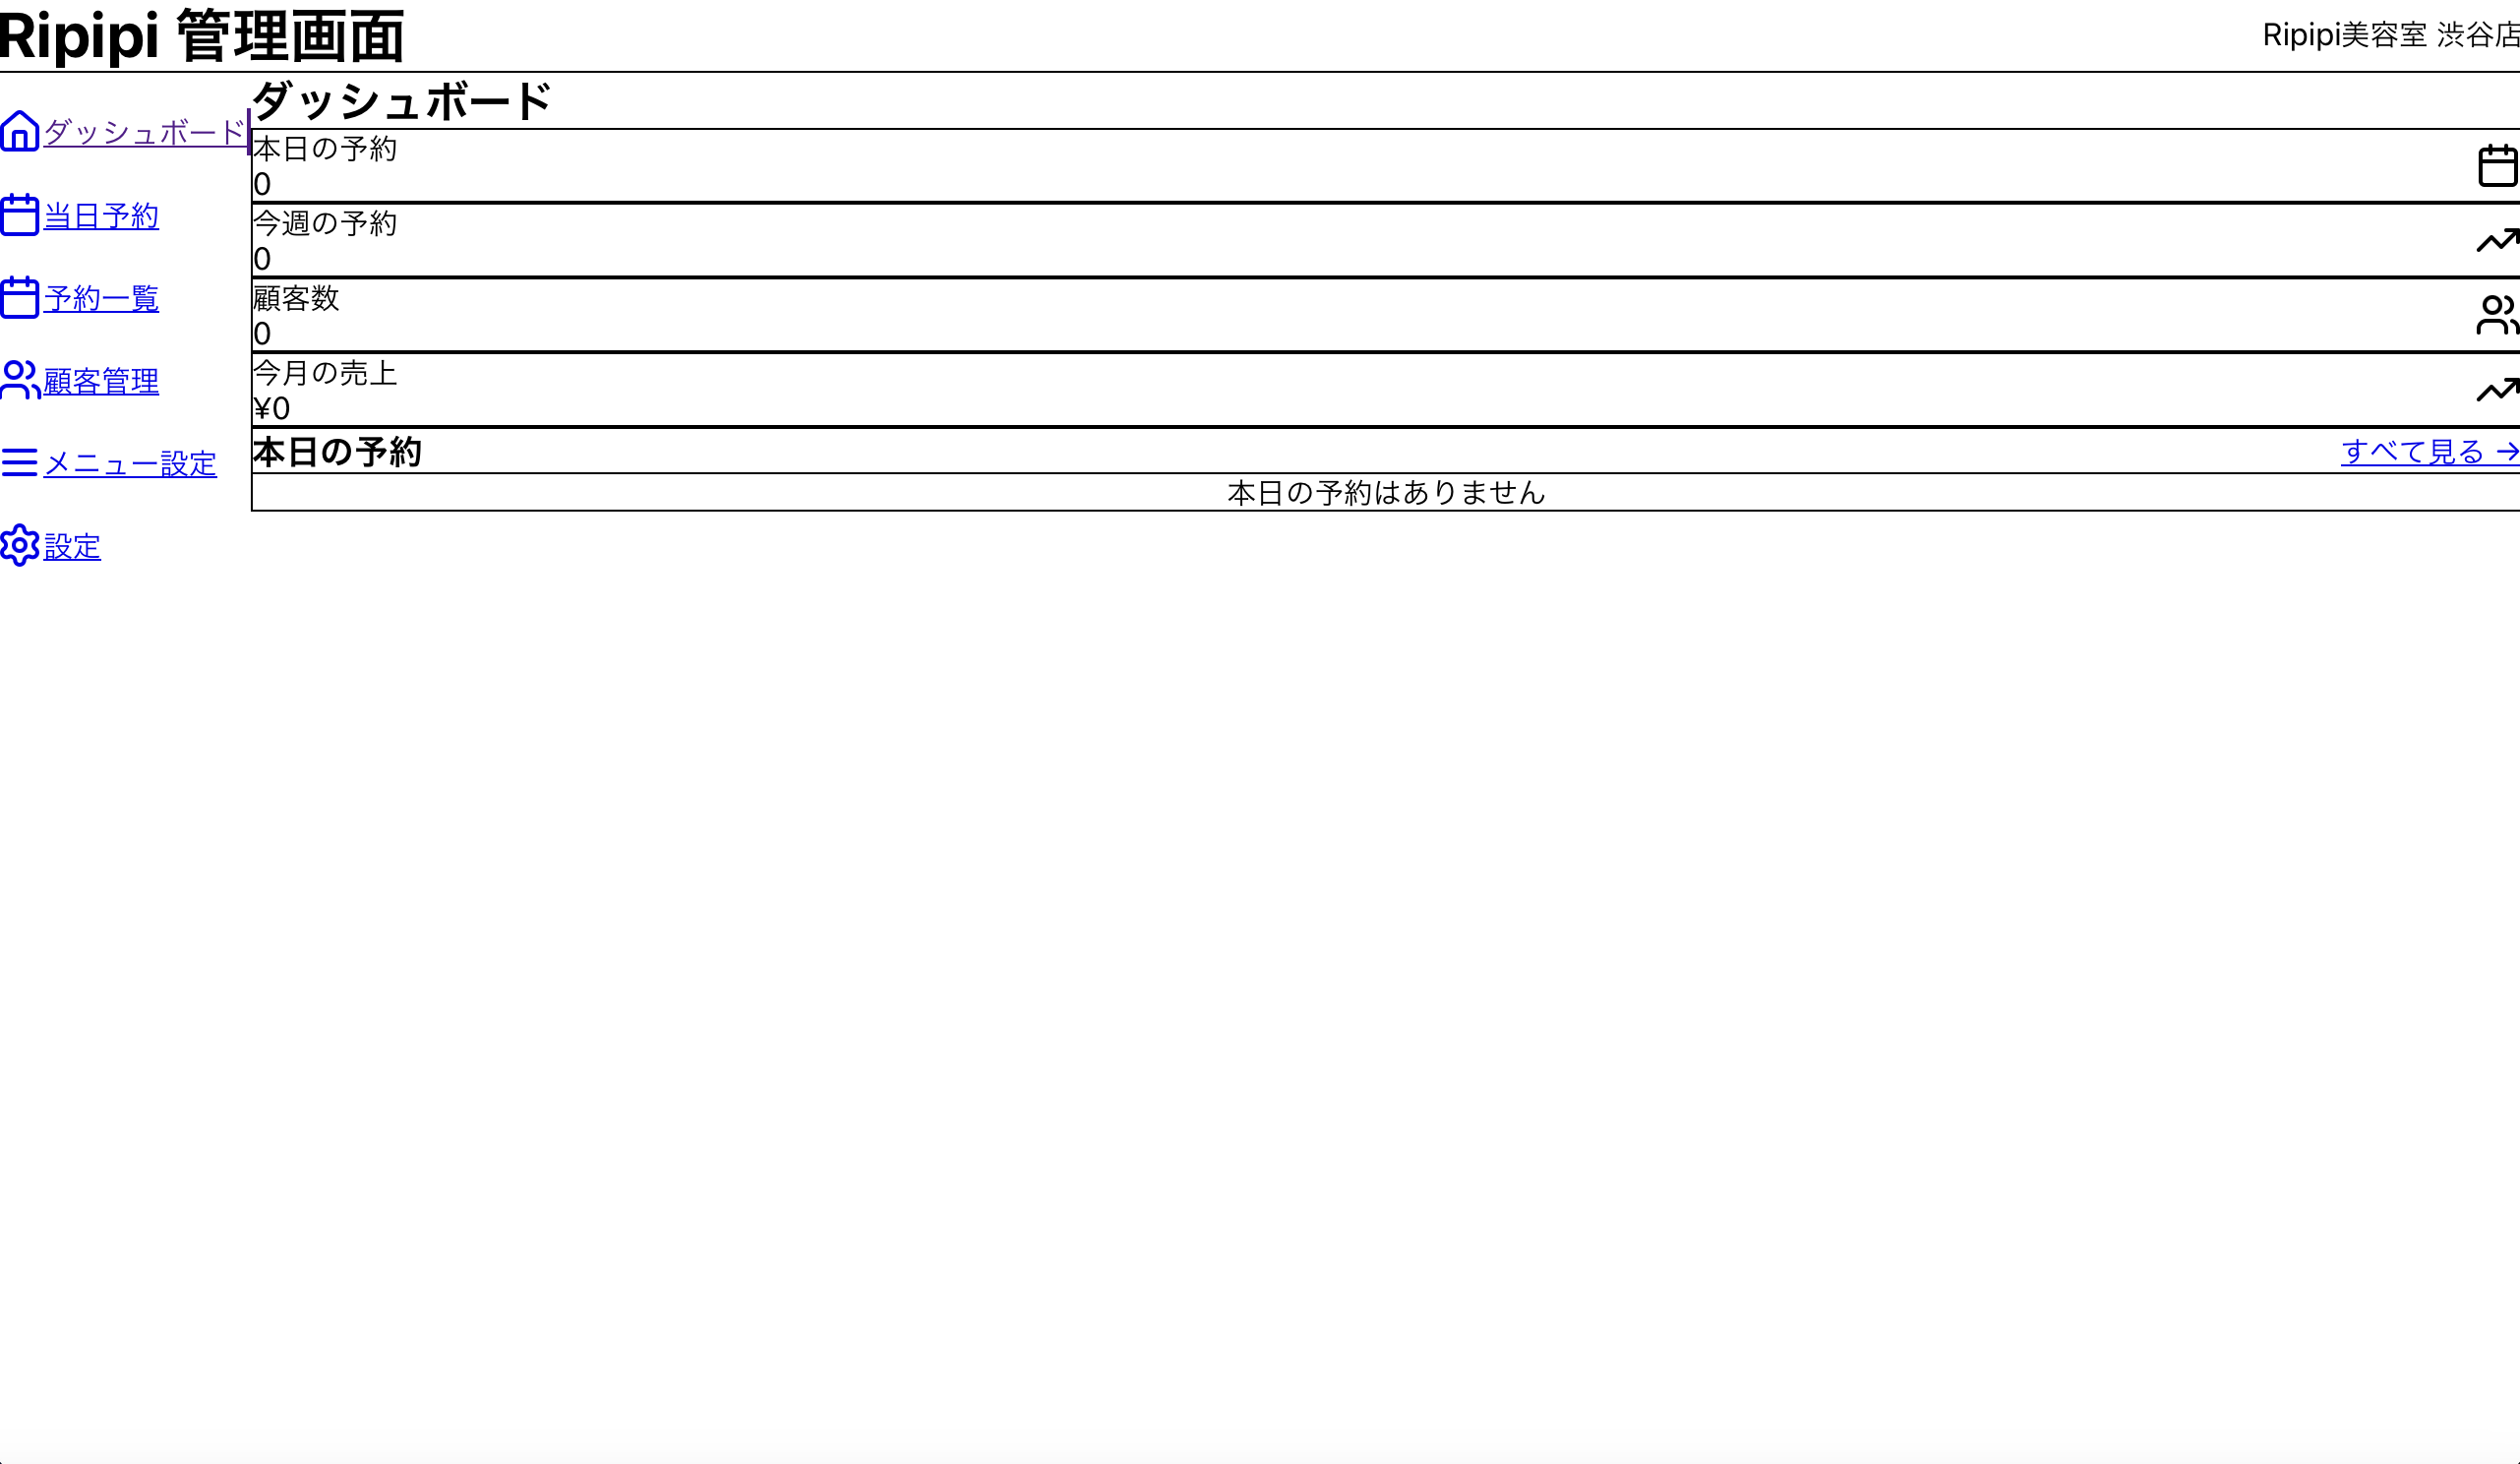 Ripipi 管理画面
Ripipi美容室 渋谷店
ダッシュボード
当日予約
予約一覧
顧客管理
メニュー設定
設定
ダッシュボード
本日の予約
0
今週の予約
0
顧客数
0
今月の売上
¥0
本日の予約
すべて見る →
本日の予約はありません